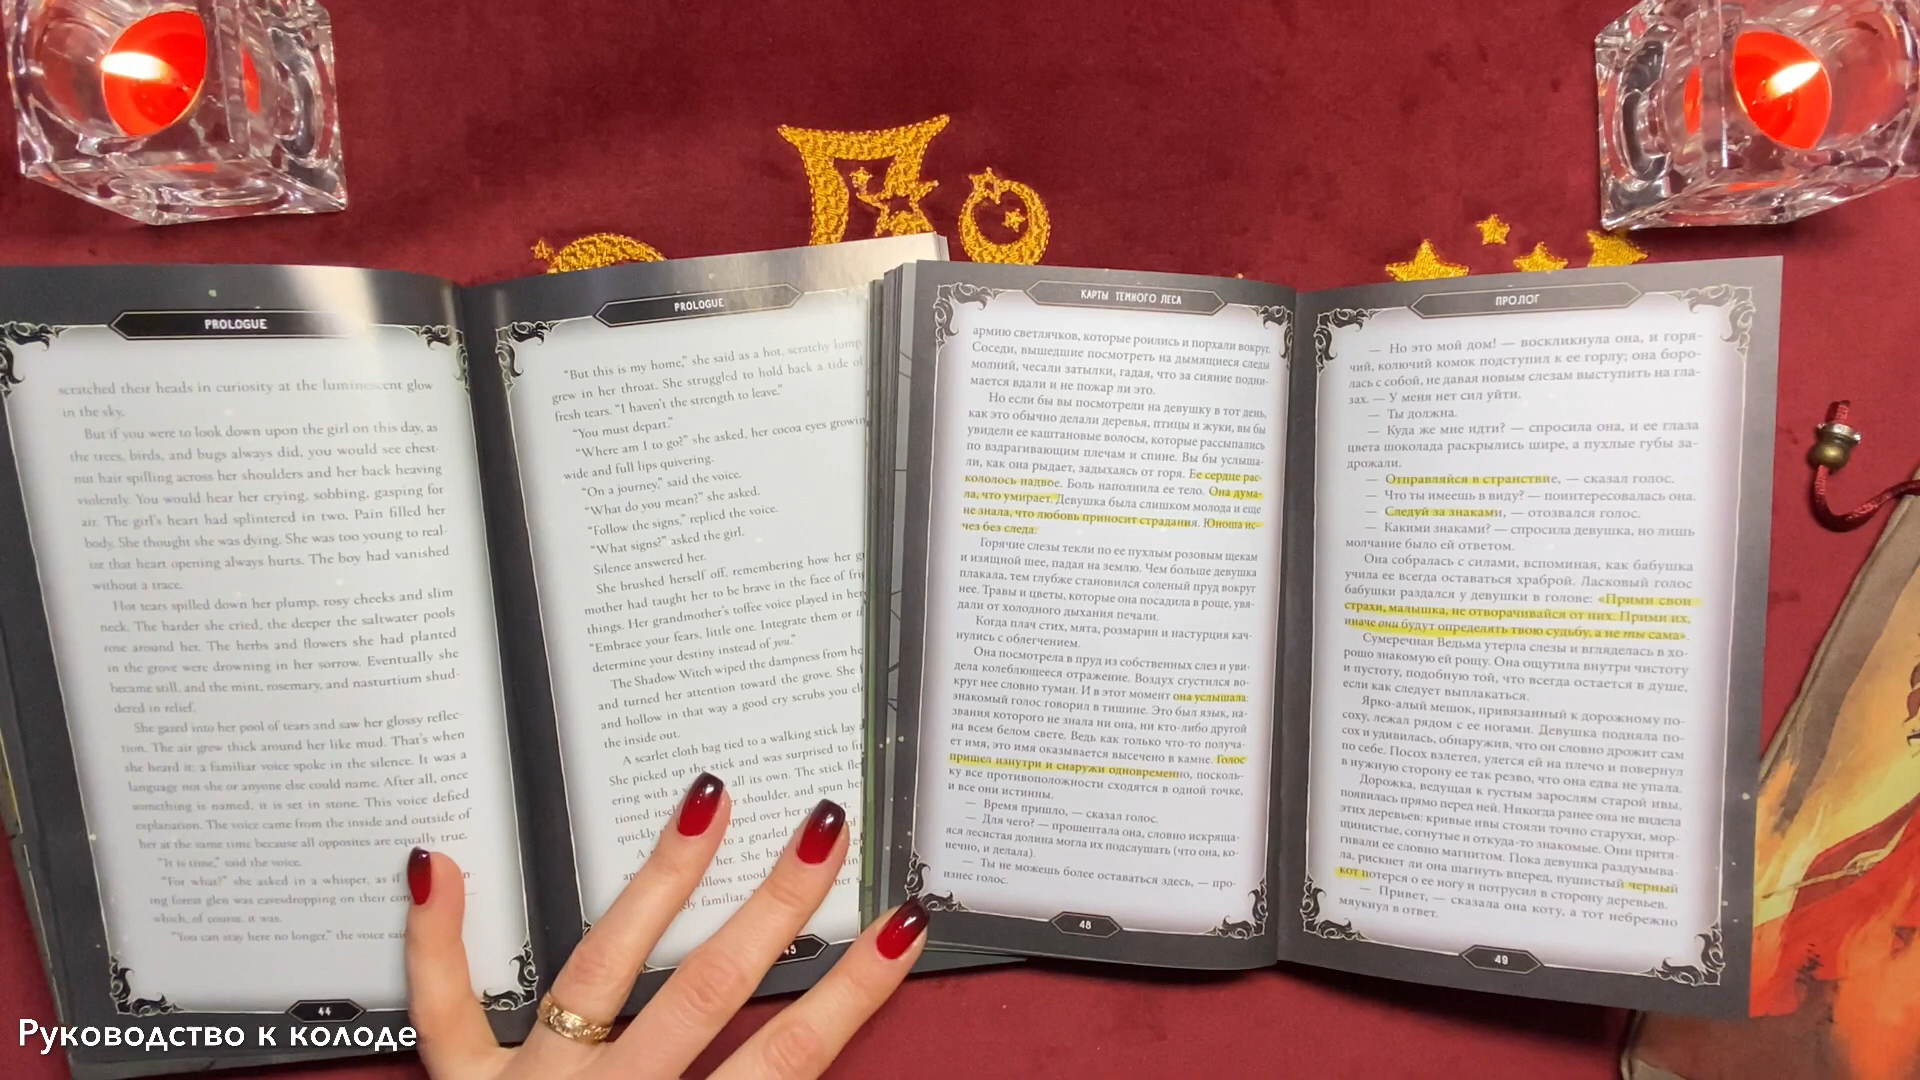 PROLOGUE
scratched their heads in curiosity at the luminescent glow
in the sky.
But if you were to look down upon the girl on this day, as
the trees, birds, and bugs always did, you would see chest-
nut hair spilling across her shoulders and her back heaving
violently. You would hear her crying, sobbing, gasping for
air. The girl's heart had splintered in two. Pain filled her
body. She thought she was dying. She was too young to real-
ize that heart opening always hurts. The boy had vanished
without a trace.
Hot tears spilled down her plump, rosy cheeks and slim
neck. The harder she cried, the deeper the saltwater pools
rose around her. The herbs and flowers she had planted
in the grove were drowning in her sorrow. Eventually she
became still, and the mint, rosemary, and nasturtium shud-
dered in relief.
She gazed into her pool of tears and saw her glossy reflec-
tion. The air grew thick around her like mud. That's when
she heard it: a familiar voice spoke in the silence. It was a
language not she or anyone else could name. After all, once
something is named, it is set in stone. This voice defied
explanation. The voice came from the inside and outside of
her at the same time because all opposites are equally true.
"It is time," said the voice.
"For what?" she asked in a whisper, as if
ing forest glen was eavesdropping on their
which, of course, it was.
"You can stay here no longer," the voice
44
PROLOGUE
"But this is my home," she said as a hot, scratchy lump
grew in her throat. She struggled to hold back a tide of
fresh tears. "I haven't the strength to leave."
"You must depart."
"Where am I to go?" she asked, her cocoa eyes growing
wide and full lips quivering.
"On a journey," said the voice.
"What do you mean?" she asked.
"Follow the signs," replied the voice.
"What signs?" asked the girl.
Silence answered her.
She brushed herself off, remembering how her
mother had taught her to be brave in the face of
things. Her grandmother's toffee voice played in her
"Embrace your fears, little one. Integrate them or
determine your destiny instead of you."
The Shadow Witch wiped the dampness from
and turned her attention toward the grove. She
and hollow in that way a good cry scrubs you
the inside out.
A scarlet cloth bag tied to a walking stick lay
She picked up the stick and was surprised to
ering with a all its own. The stick
tioned shoulder, and spun
quickly over her
A to a gnarled of
her. She had
willows stood
familiar.
45
КАРТЫ ТЕМНОГО ЛЕСА
армию светлячков, которые роились и порхали вокруг.
Соседи, вышедшие посмотреть на дымящиеся следы
молний, чесали затылки, гадая, что за сияние подни-
мается вдали и не пожар ли это.
Но если бы вы посмотрели на девушку в тот день,
как это обычно делали деревья, птицы и жуки, вы бы
увидели ее каштановые волосы, которые рассыпались
по вздрагивающим плечам и спине. Вы бы услыша-
ли, как она рыдает, задыхаясь от горя. Ее сердце рас-
кололось надвое. Боль наполнила ее тело. Она дума-
ла, что умирает. Девушка была слишком молода и еще
не знала, что любовь приносит страдания. Юноша ис-
чез без следа.
Горячие слезы текли по ее пухлым розовым щекам
и изящной шее, падая на землю. Чем больше девушка
плакала, тем глубже становился соленый пруд вокруг
нее. Травы и цветы, которые она посадила в роще, увя-
дали от холодного дыхания печали.
Когда плач стих, мята, розмарин и настурция кач-
нулись с облегчением.
Она посмотрела в пруд из собственных слез и уви-
дела колеблющееся отражение. Воздух сгустился во-
круг нее словно туман. И в этот момент она услышала:
знакомый голос говорил в тишине. Это был язык, на-
звания которого не знала ни она, ни кто-либо другой
на всем белом свете. Ведь как только что-то получа-
ет имя, это имя оказывается высечено в камне. Голос
пришел изнутри и снаружи одновременно, посколь-
ку все противоположности сходятся в одной точке,
и все они истинны.
— Время пришло, — сказал голос.
— Для чего? — прошептала она, словно искряща-
яся лесистая долина могла их подслушать (что она, ко-
нечно, и делала).
— Ты не можешь более оставаться здесь, — про-
изнес голос.
48
ПРОЛОГ
— Но это мой дом! — воскликнула она, и горя-
чий, колючий комок подступил к ее горлу; она боро-
лась с собой, не давая новым слезам выступить на гла-
зах. — У меня нет сил уйти.
— Ты должна.
— Куда же мне идти? — спросила она, и ее глаза
цвета шоколада раскрылись шире, а пухлые губы за-
дрожали.
— Отправляйся в странствие, — сказал голос.
— Что ты имеешь в виду? — поинтересовалась она.
— Следуй за знаками, — отозвался голос.
— Какими знаками? — спросила девушка, но лишь
молчание было ей ответом.
Она собралась с силами, вспоминая, как бабушка
учила ее всегда оставаться храброй. Ласковый голос
бабушки раздался у девушки в голове: «Прими свои
страхи, малышка, не отворачивайся от них. Прими их,
иначе они будут определять твою судьбу, а не ты сама».
Сумеречная Ведьма утерла слезы и вгляделась в хо-
рошо знакомую ей рощу. Она ощутила внутри чистоту
и пустоту, подобную той, что всегда остается в душе,
если как следует выплакаться.
Ярко-алый мешок, привязанный к дорожному по-
соху, лежал рядом с ее ногами. Девушка подняла по-
сох и удивилась, обнаружив, что он словно дрожит сам
по себе. Посох взлетел, улегся ей на плечо и повернул
в нужную сторону ее так резво, что она едва не упала.
Дорожка, ведущая к густым зарослям старой ивы,
появилась прямо перед ней. Никогда ранее она не видела
этих деревьев: кривые ивы стояли точно старухи, мор-
щинистые, согнутые и откуда-то знакомые. Они притя-
гивали ее словно магнитом. Пока девушка раздумыва-
ла, рискнет ли она шагнуть вперед, пушистый черный
кот потерся о ее ногу и потрусил в сторону деревьев.
— Привет, — сказала она коту, а тот небрежно
мяукнул в ответ.
49
Руководство к колоде